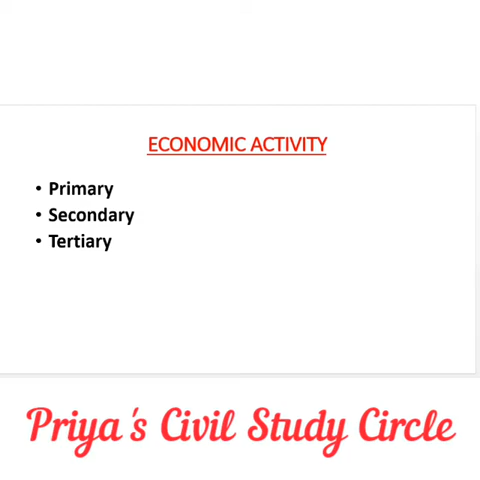 ECONOMIC ACTIVITY
• Primary
• Secondary
• Tertiary
Priya's Civil Study Circle